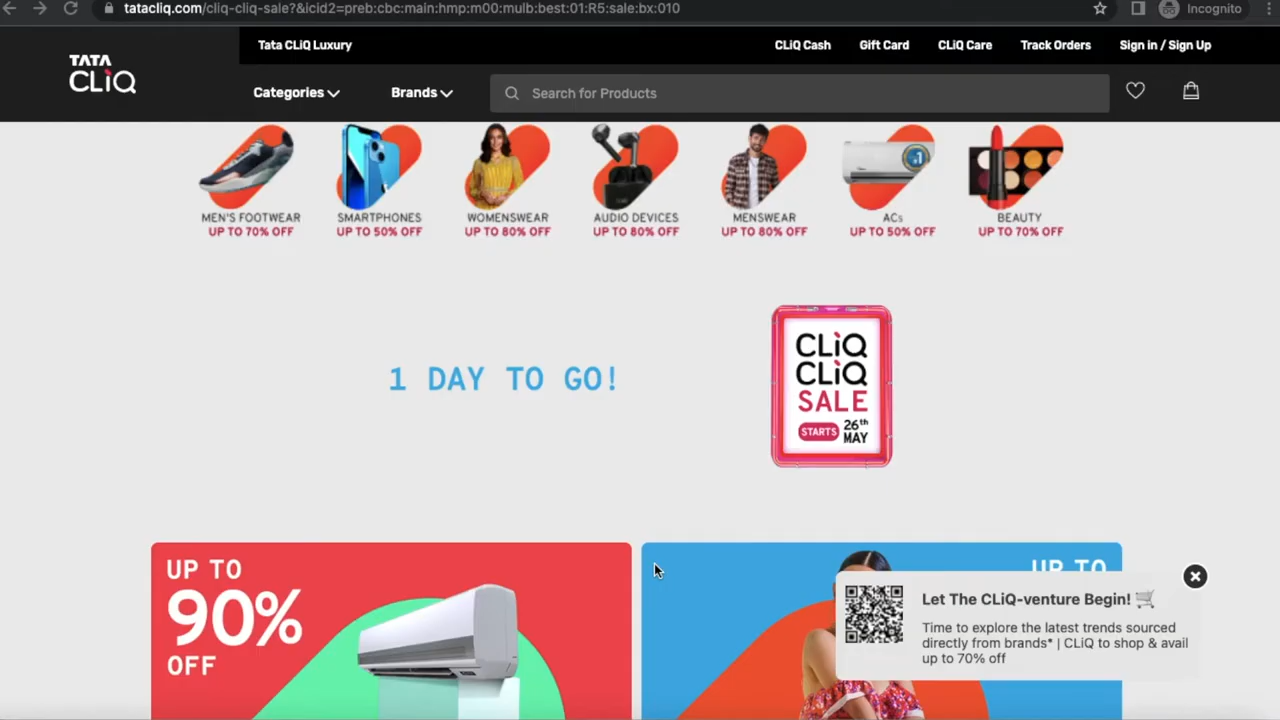 tatacliq.com/cliq-cliq-sale?&icid2=preb:cbc:main:hmp:m00:mulb:best:01:R5:sale:bx:010
Incognito
Tata CLiQ Luxury
CLiQ Cash
Gift Card
CLiQ Care
Track Orders
Sign in / Sign Up
TATA
CLiQ
Categories
Brands
Search for Products
MEN'S FOOTWEAR
UP TO 70% OFF
SMARTPHONES
UP TO 50% OFF
WOMENSWEAR
UP TO 80% OFF
AUDIO DEVICES
UP TO 80% OFF
MENSWEAR
UP TO 80% OFF
ACs
UP TO 50% OFF
BEAUTY
UP TO 70% OFF
1 DAY TO GO!
CLiQ
CLiQ
SALE
STARTS 26th
MAY
UP TO
90%
OFF
UP TO
Let The CLiQ-venture Begin! 🛒
Time to explore the latest trends sourced
directly from brands* | CLiQ to shop & avail
up to 70% off